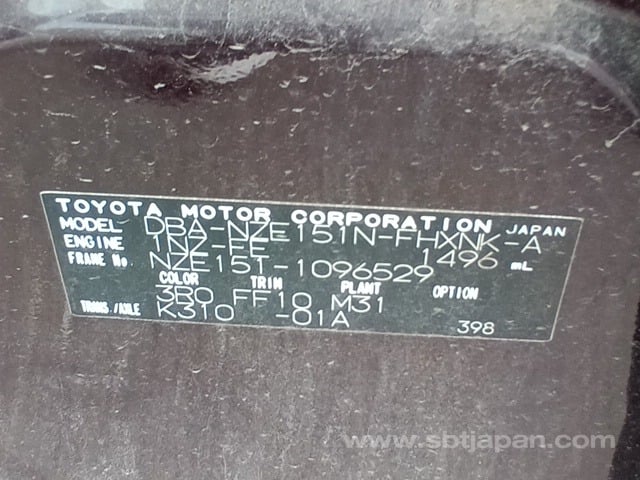 TOYOTA MOTOR CORPORATION JAPAN
MODEL DBA-NZE151N-FHXNK-A
ENGINE 1NZ-FE 1496 mL
FRAME No. NZE151-1096529
COLOR TRIM PLANT OPTION
3R0 FF10 M31
TRANS./AXLE K310 -01A 398
www.sbtjapan.com